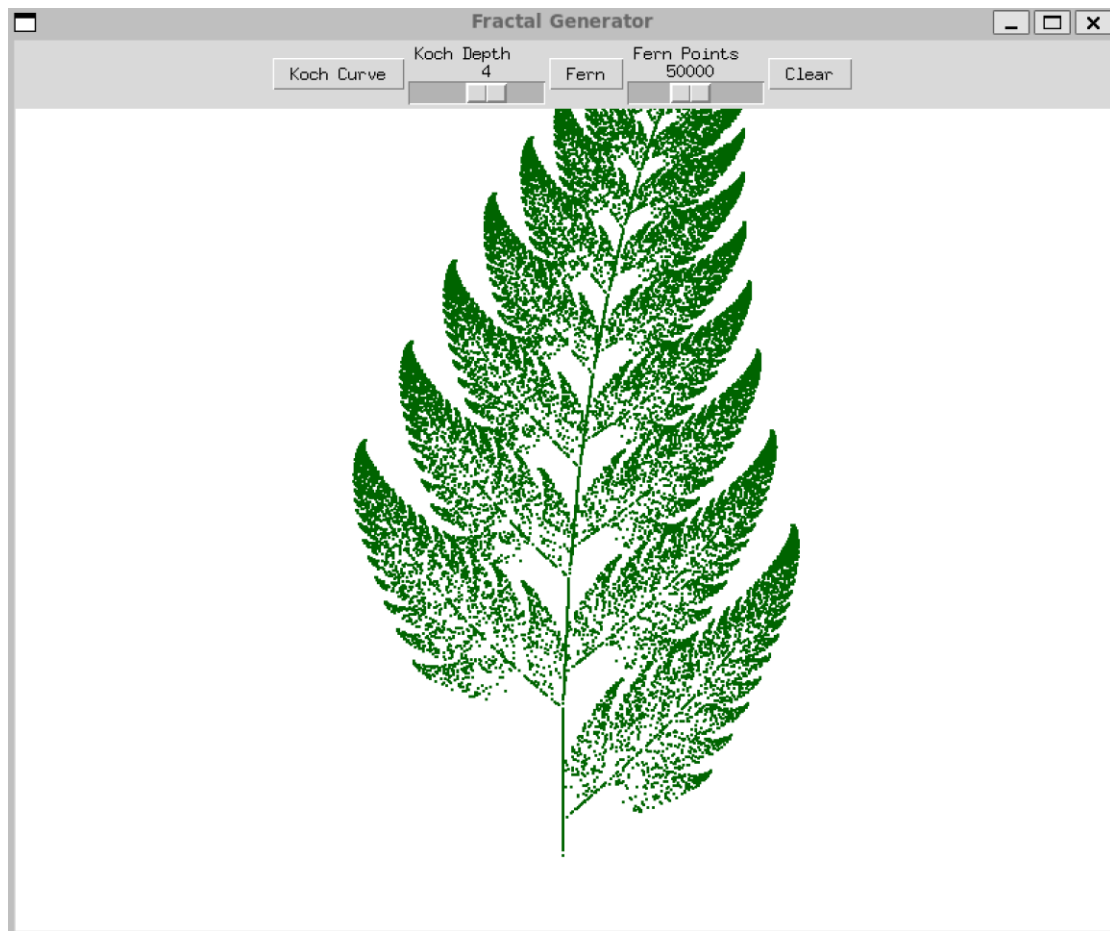 Fractal Generator
Koch Curve
Koch Depth
4
Fern
Fern Points
50000
Clear